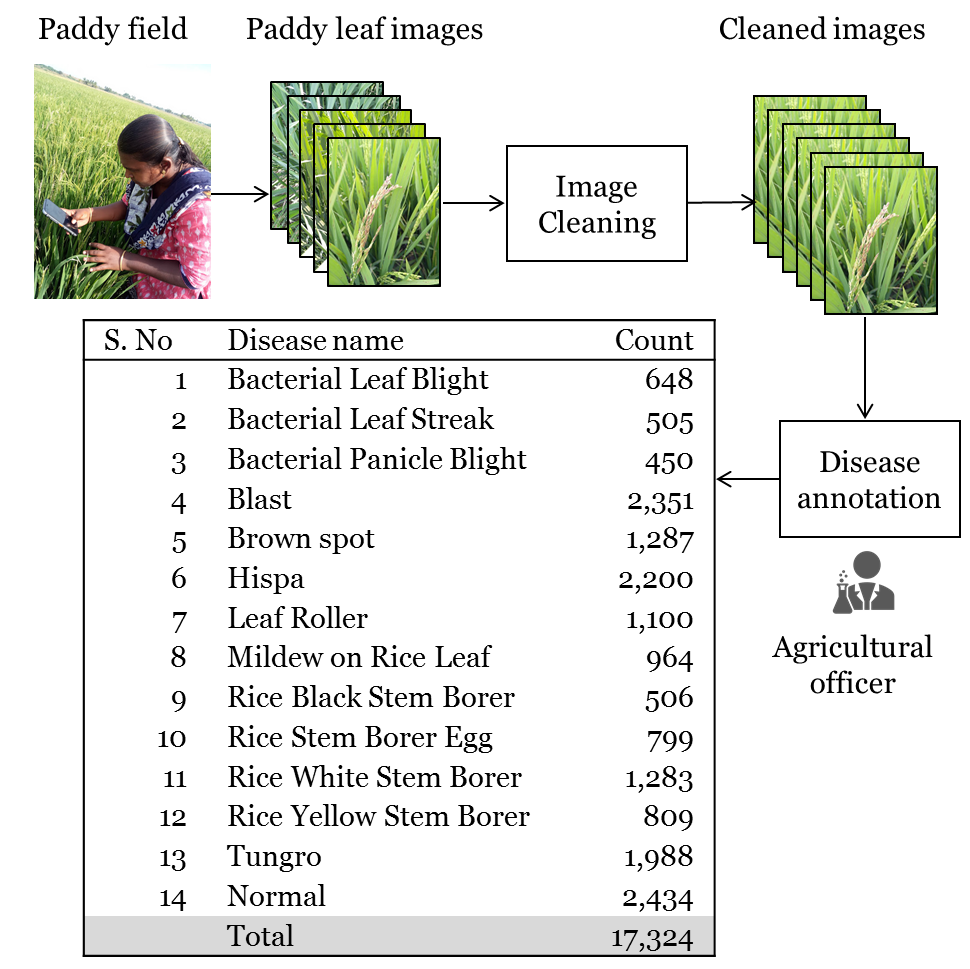 Paddy field
Paddy leaf images
Cleaned images
Image
Cleaning
S. No Disease name Count
1 Bacterial Leaf Blight 648
2 Bacterial Leaf Streak 505
3 Bacterial Panicle Blight 450
4 Blast 2,351
5 Brown spot 1,287
6 Hispa 2,200
7 Leaf Roller 1,100
8 Mildew on Rice Leaf 964
9 Rice Black Stem Borer 506
10 Rice Stem Borer Egg 799
11 Rice White Stem Borer 1,283
12 Rice Yellow Stem Borer 809
13 Tungro 1,988
14 Normal 2,434
Total 17,324
Disease
annotation
Agricultural
officer